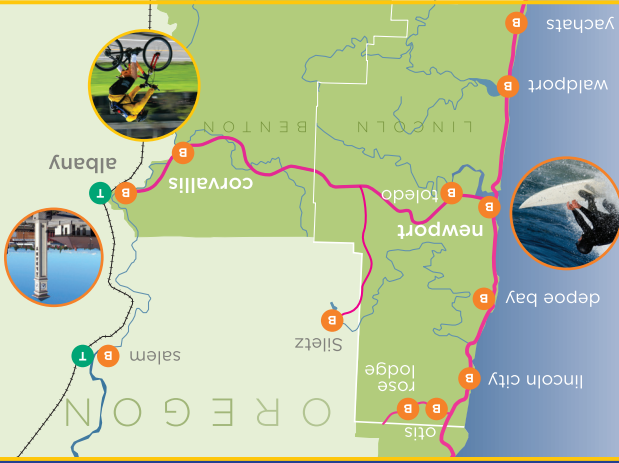 otis
B B
OREGON
rose
lodge
lincoln city B
salem B T
Siletz
B
depoe bay B
newport
B
toledo B
corvallis
B
B T
albany
LINCOLN
BENTON
waldport B
yachats B